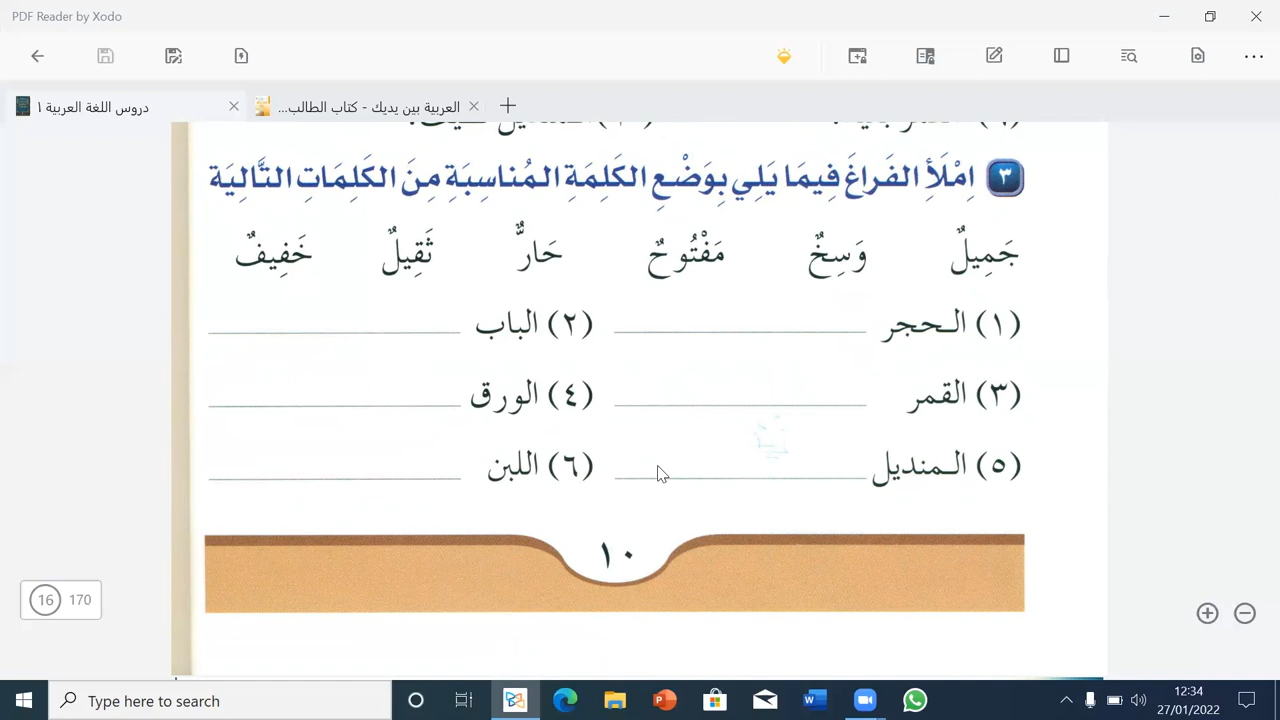 PDF Reader by Xodo
دروس اللغة العربية ١
العربية بين يديك - كتاب الطالب...
٣ اِمْلَأِ الفَراغَ فِيمَا يَلِي بِوَضْعِ الكَلِمَةِ المُناسِبَةِ مِنَ الكَلِمَاتِ التَّالِيَة
جَمِيلٌ وَسِخٌ مَفْتُوحٌ حَارٌّ ثَقِيلٌ خَفِيفٌ
(١) الحجر (٢) الباب
(٣) القمر (٤) الورق
(٥) المنديل (٦) اللبن
١٠
16 170
Type here to search
12:34
27/01/2022